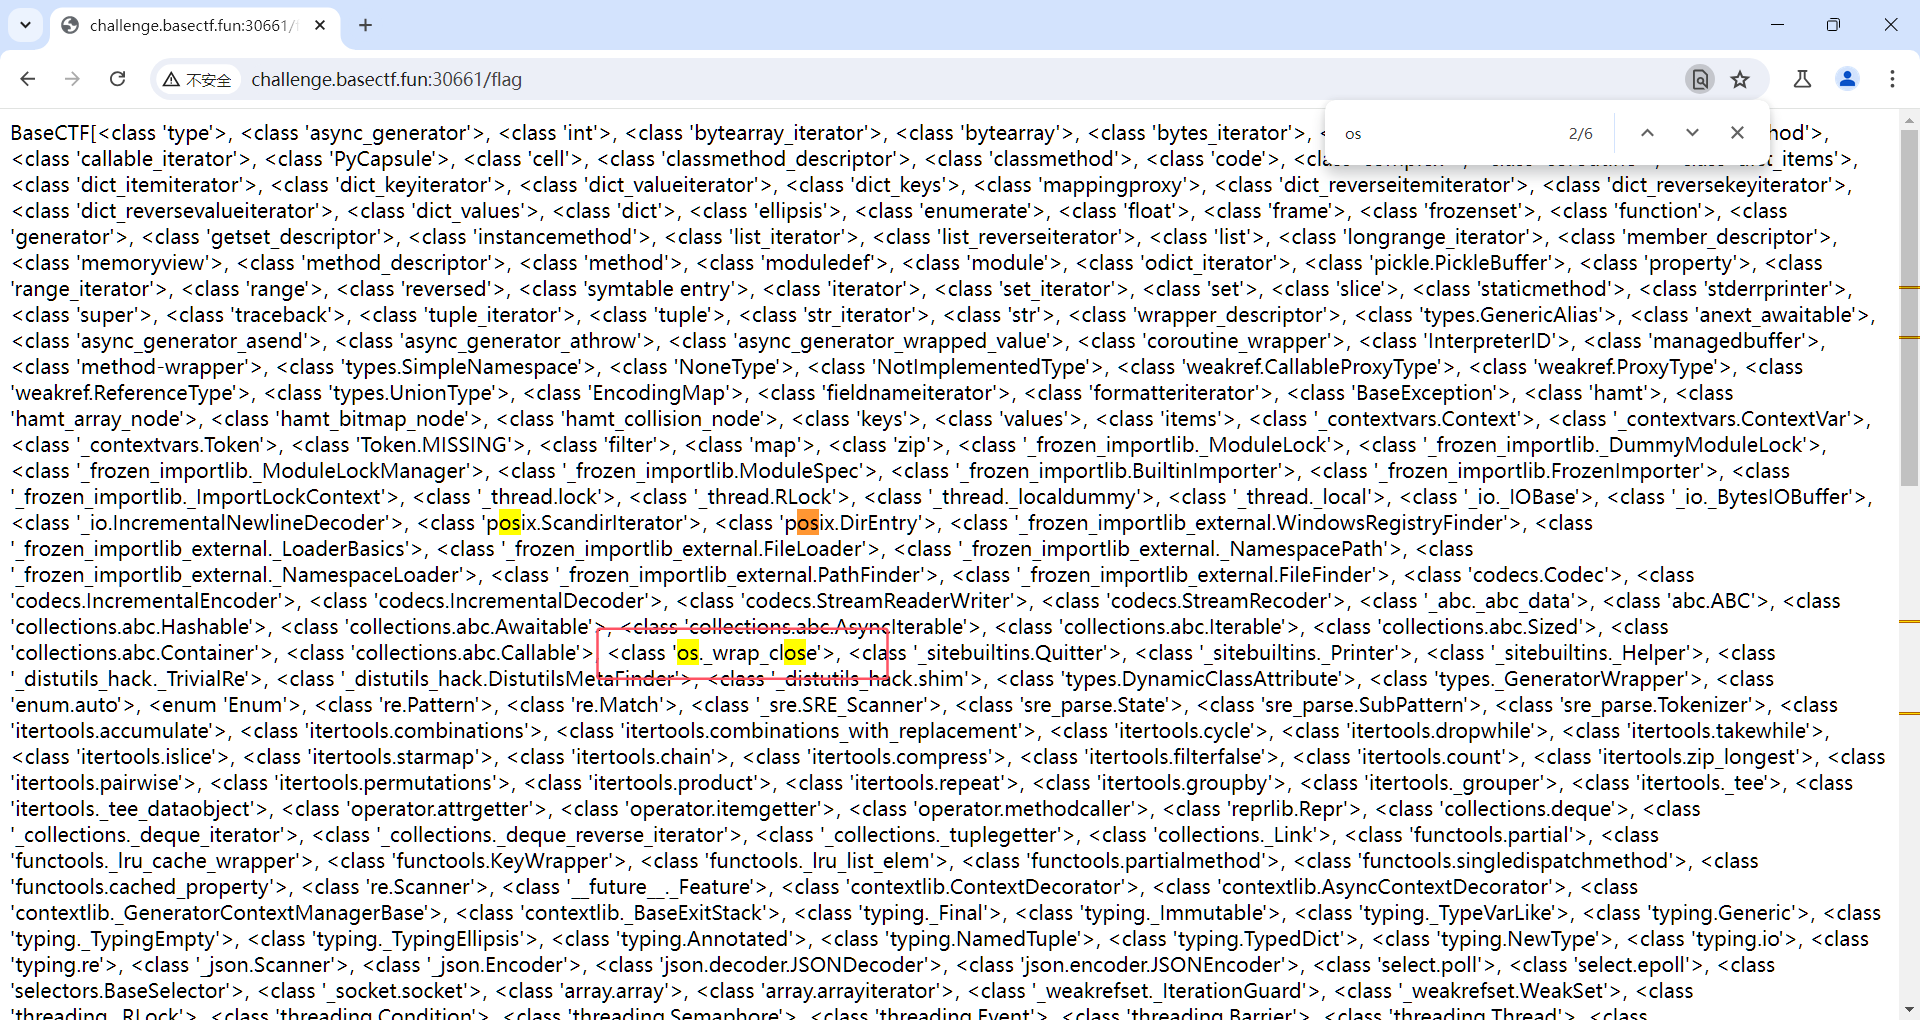 challenge.basectf.fun:30661/f
不安全
challenge.basectf.fun:30661/flag
os
2/6
BaseCTF[<class 'type'>, <class 'async_generator'>, <class 'int'>, <class 'bytearray_iterator'>, <class 'bytearray'>, <class 'bytes_iterator'>,
<class 'callable_iterator'>, <class 'PyCapsule'>, <class 'cell'>, <class 'classmethod_descriptor'>, <class 'classmethod'>, <class 'code'>,
<class 'dict_itemiterator'>, <class 'dict_keyiterator'>, <class 'dict_valueiterator'>, <class 'dict_keys'>, <class 'mappingproxy'>, <class 'dict_reverseitemiterator'>, <class 'dict_reversekeyiterator'>,
<class 'dict_reversevalueiterator'>, <class 'dict_values'>, <class 'dict'>, <class 'ellipsis'>, <class 'enumerate'>, <class 'float'>, <class 'frame'>, <class 'frozenset'>, <class 'function'>, <class
'generator'>, <class 'getset_descriptor'>, <class 'instancemethod'>, <class 'list_iterator'>, <class 'list_reverseiterator'>, <class 'list'>, <class 'longrange_iterator'>, <class 'member_descriptor'>,
<class 'memoryview'>, <class 'method_descriptor'>, <class 'method'>, <class 'moduledef'>, <class 'module'>, <class 'odict_iterator'>, <class 'pickle.PickleBuffer'>, <class 'property'>, <class
'range_iterator'>, <class 'range'>, <class 'reversed'>, <class 'symtable entry'>, <class 'iterator'>, <class 'set_iterator'>, <class 'set'>, <class 'slice'>, <class 'staticmethod'>, <class 'stderrprinter'>,
<class 'super'>, <class 'traceback'>, <class 'tuple_iterator'>, <class 'tuple'>, <class 'str_iterator'>, <class 'str'>, <class 'wrapper_descriptor'>, <class 'types.GenericAlias'>, <class 'anext_awaitable'>,
<class 'async_generator_asend'>, <class 'async_generator_athrow'>, <class 'async_generator_wrapped_value'>, <class 'coroutine_wrapper'>, <class 'InterpreterID'>, <class 'managedbuffer'>,
<class 'method-wrapper'>, <class 'types.SimpleNamespace'>, <class 'NoneType'>, <class 'NotImplementedType'>, <class 'weakref.CallableProxyType'>, <class 'weakref.ProxyType'>, <class
'weakref.ReferenceType'>, <class 'types.UnionType'>, <class 'EncodingMap'>, <class 'fieldnameiterator'>, <class 'formatteriterator'>, <class 'BaseException'>, <class 'hamt'>, <class
'hamt_array_node'>, <class 'hamt_bitmap_node'>, <class 'hamt_collision_node'>, <class 'keys'>, <class 'values'>, <class 'items'>, <class '_contextvars.Context'>, <class '_contextvars.ContextVar'>,
<class '_contextvars.Token'>, <class 'Token.MISSING'>, <class 'filter'>, <class 'map'>, <class 'zip'>, <class '_frozen_importlib._ModuleLock'>, <class '_frozen_importlib._DummyModuleLock'>,
<class '_frozen_importlib._ModuleLockManager'>, <class '_frozen_importlib.ModuleSpec'>, <class '_frozen_importlib.BuiltinImporter'>, <class '_frozen_importlib.FrozenImporter'>, <class
'_frozen_importlib._ImportLockContext'>, <class '_thread.lock'>, <class '_thread.RLock'>, <class '_thread._localdummy'>, <class '_thread._local'>, <class '_io._IOBase'>, <class '_io._BytesIOBuffer'>,
<class '_io.IncrementalNewlineDecoder'>, <class 'posix.ScandirIterator'>, <class 'posix.DirEntry'>, <class '_frozen_importlib_external.WindowsRegistryFinder'>, <class
'_frozen_importlib_external._LoaderBasics'>, <class '_frozen_importlib_external.FileLoader'>, <class '_frozen_importlib_external._NamespacePath'>, <class
'_frozen_importlib_external._NamespaceLoader'>, <class '_frozen_importlib_external.PathFinder'>, <class '_frozen_importlib_external.FileFinder'>, <class 'codecs.Codec'>, <class
'codecs.IncrementalEncoder'>, <class 'codecs.IncrementalDecoder'>, <class 'codecs.StreamReaderWriter'>, <class 'codecs.StreamRecoder'>, <class '_abc._abc_data'>, <class 'abc.ABC'>, <class
'collections.abc.Hashable'>, <class 'collections.abc.Awaitable'>, <class 'collections.abc.AsyncIterable'>, <class 'collections.abc.Iterable'>, <class 'collections.abc.Sized'>, <class
'collections.abc.Container'>, <class 'collections.abc.Callable'>, <class 'os._wrap_close'>, <class '_sitebuiltins.Quitter'>, <class '_sitebuiltins._Printer'>, <class '_sitebuiltins._Helper'>, <class
'_distutils_hack._TrivialRe'>, <class '_distutils_hack.DistutilsMetaFinder'>, <class '_distutils_hack.shim'>, <class 'types.DynamicClassAttribute'>, <class 'types._GeneratorWrapper'>, <class
'enum.auto'>, <enum 'Enum'>, <class 're.Pattern'>, <class 're.Match'>, <class '_sre.SRE_Scanner'>, <class 'sre_parse.State'>, <class 'sre_parse.SubPattern'>, <class 'sre_parse.Tokenizer'>, <class
'itertools.accumulate'>, <class 'itertools.combinations'>, <class 'itertools.combinations_with_replacement'>, <class 'itertools.cycle'>, <class 'itertools.dropwhile'>, <class 'itertools.takewhile'>,
<class 'itertools.islice'>, <class 'itertools.starmap'>, <class 'itertools.chain'>, <class 'itertools.compress'>, <class 'itertools.filterfalse'>, <class 'itertools.count'>, <class 'itertools.zip_longest'>, <class
'itertools.pairwise'>, <class 'itertools.permutations'>, <class 'itertools.product'>, <class 'itertools.repeat'>, <class 'itertools.groupby'>, <class 'itertools._grouper'>, <class 'itertools._tee'>, <class
'itertools._tee_dataobject'>, <class 'operator.attrgetter'>, <class 'operator.itemgetter'>, <class 'operator.methodcaller'>, <class 'reprlib.Repr'>, <class 'collections.deque'>, <class
'_collections._deque_iterator'>, <class '_collections._deque_reverse_iterator'>, <class '_collections._tuplegetter'>, <class 'collections._Link'>, <class 'functools.partial'>, <class
'functools._lru_cache_wrapper'>, <class 'functools.KeyWrapper'>, <class 'functools._lru_list_elem'>, <class 'functools.partialmethod'>, <class 'functools.singledispatchmethod'>, <class
'functools.cached_property'>, <class 're.Scanner'>, <class '__future__._Feature'>, <class 'contextlib.ContextDecorator'>, <class 'contextlib.AsyncContextDecorator'>, <class
'contextlib._GeneratorContextManagerBase'>, <class 'contextlib._BaseExitStack'>, <class 'typing._Final'>, <class 'typing._Immutable'>, <class 'typing._TypeVarLike'>, <class 'typing.Generic'>, <class
'typing._TypingEmpty'>, <class 'typing._TypingEllipsis'>, <class 'typing.Annotated'>, <class 'typing.NamedTuple'>, <class 'typing.TypedDict'>, <class 'typing.NewType'>, <class 'typing.io'>, <class
'typing.re'>, <class '_json.Scanner'>, <class '_json.Encoder'>, <class 'json.decoder.JSONDecoder'>, <class 'json.encoder.JSONEncoder'>, <class 'select.poll'>, <class 'select.epoll'>, <class
'selectors.BaseSelector'>, <class '_socket.socket'>, <class 'array.array'>, <class 'array.arrayiterator'>, <class '_weakrefset._IterationGuard'>, <class '_weakrefset.WeakSet'>, <class
'threading._RLock'>, <class 'threading.Condition'>, <class 'threading.Semaphore'>, <class 'threading.Event'>, <class 'threading.Barrier'>, <class 'threading.Thread'>, <class